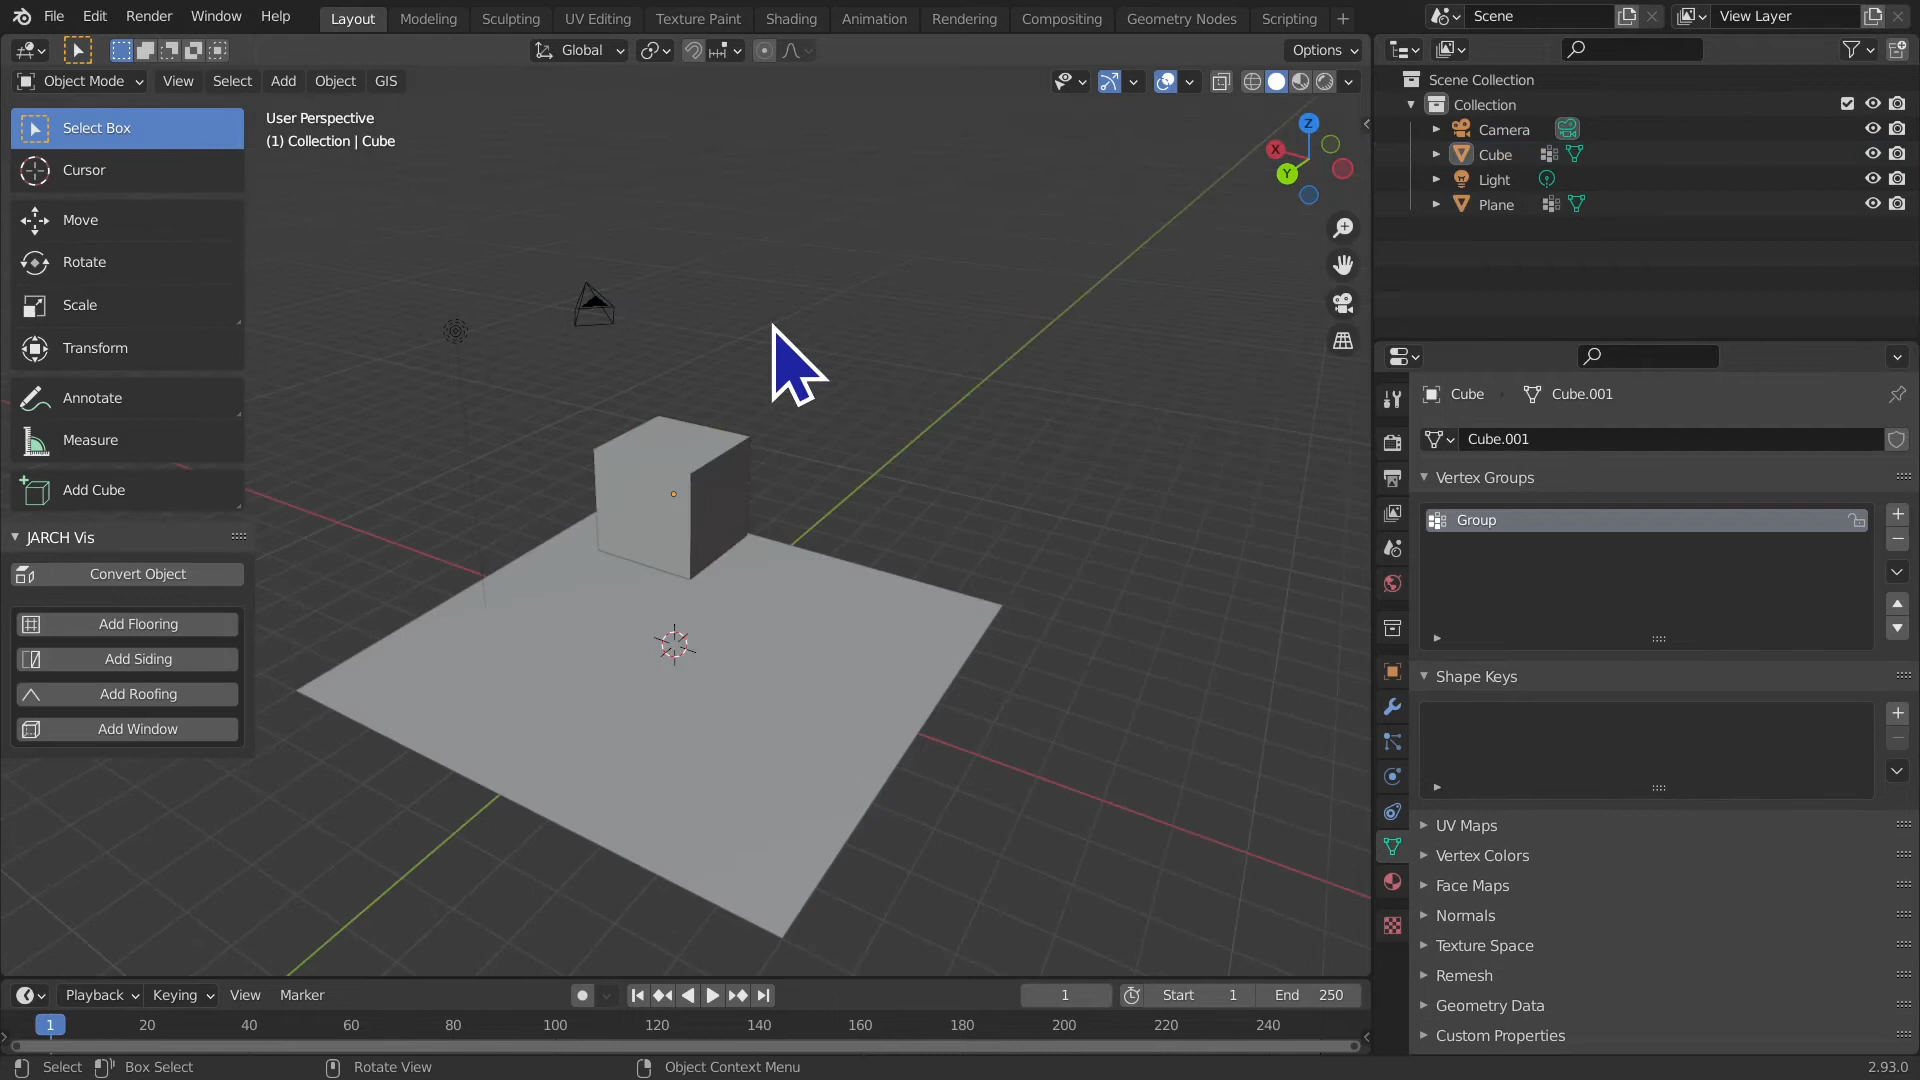 File Edit Render Window Help Layout Modeling Sculpting UV Editing Texture Paint Shading Animation Rendering Compositing Geometry Nodes Scripting + Scene View Layer
Global Options
Object Mode View Select Add Object GIS
Select Box
Cursor
Move
Rotate
Scale
Transform
Annotate
Measure
Add Cube
JARCH Vis
Convert Object
Add Flooring
Add Siding
Add Roofing
Add Window
User Perspective
(1) Collection | Cube
Z
X
Y
Scene Collection
Collection
Camera
Cube
Light
Plane
Cube Cube.001
Cube.001
Vertex Groups
Group
Shape Keys
UV Maps
Vertex Colors
Face Maps
Normals
Texture Space
Remesh
Geometry Data
Custom Properties
Playback Keying View Marker 1 Start 1 End 250
1 20 40 60 80 100 120 140 160 180 200 220 240
Select Box Select Rotate View Object Context Menu 2.93.0